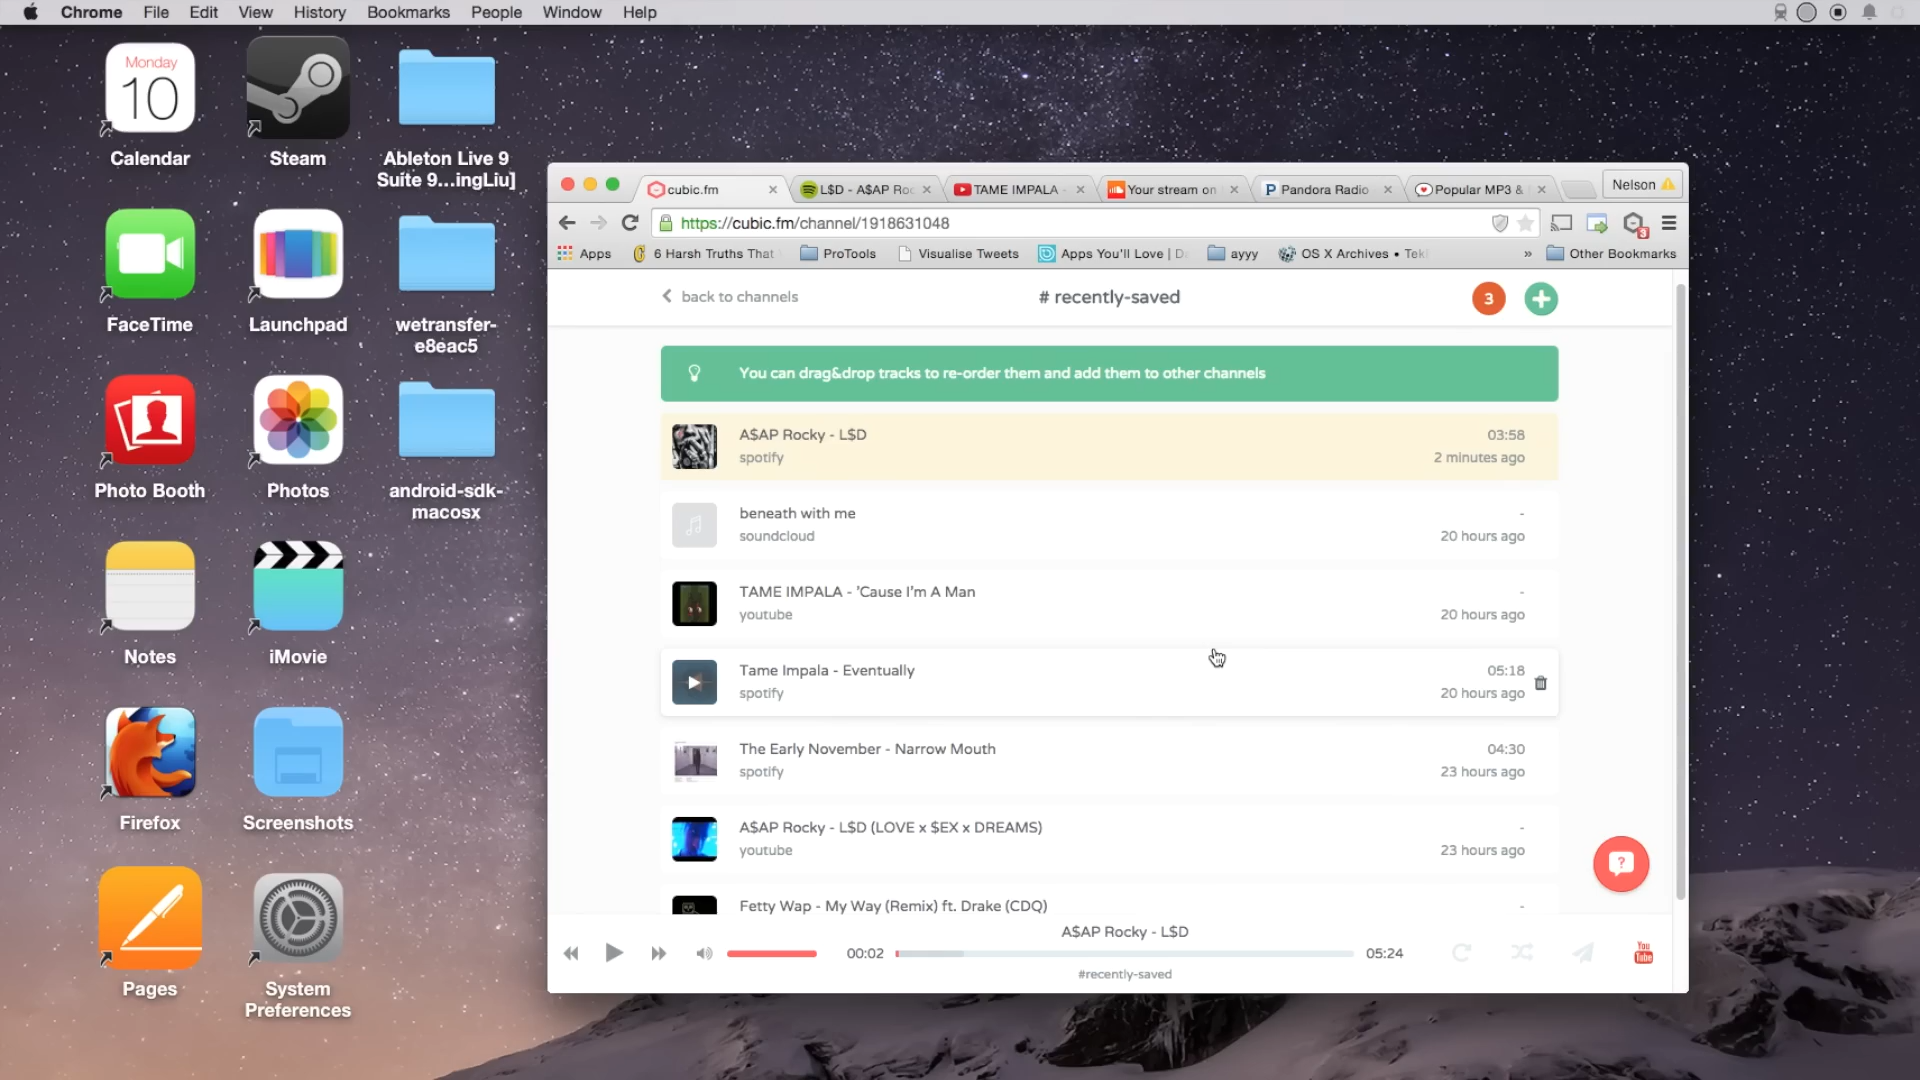 Chrome File Edit View History Bookmarks People Window Help
Monday
10
Calendar
Steam
Ableton Live 9
Suite 9...ingLiu]
FaceTime
Launchpad
wetransfer-
e8eac5
Photo Booth
Photos
android-sdk-
macosx
Notes
iMovie
Firefox
Screenshots
Pages
System
Preferences
cubic.fm
L$D - A$AP Roc
TAME IMPALA -
Your stream on
Pandora Radio
Popular MP3 &
Nelson
https://cubic.fm/channel/1918631048
3
Apps
6 Harsh Truths That
ProTools
Visualise Tweets
Apps You'll Love | Da
ayyy
OS X Archives • Tek
»
Other Bookmarks
back to channels
# recently-saved
3
You can drag&drop tracks to re-order them and add them to other channels
A$AP Rocky - L$D
03:58
spotify
2 minutes ago
beneath with me
-
soundcloud
20 hours ago
TAME IMPALA - 'Cause I'm A Man
-
youtube
20 hours ago
Tame Impala - Eventually
05:18
spotify
20 hours ago
The Early November - Narrow Mouth
04:30
spotify
23 hours ago
A$AP Rocky - L$D (LOVE x $EX x DREAMS)
-
youtube
23 hours ago
Fetty Wap - My Way (Remix) ft. Drake (CDQ)
-
?
A$AP Rocky - L$D
00:02
05:24
#recently-saved
You
Tube